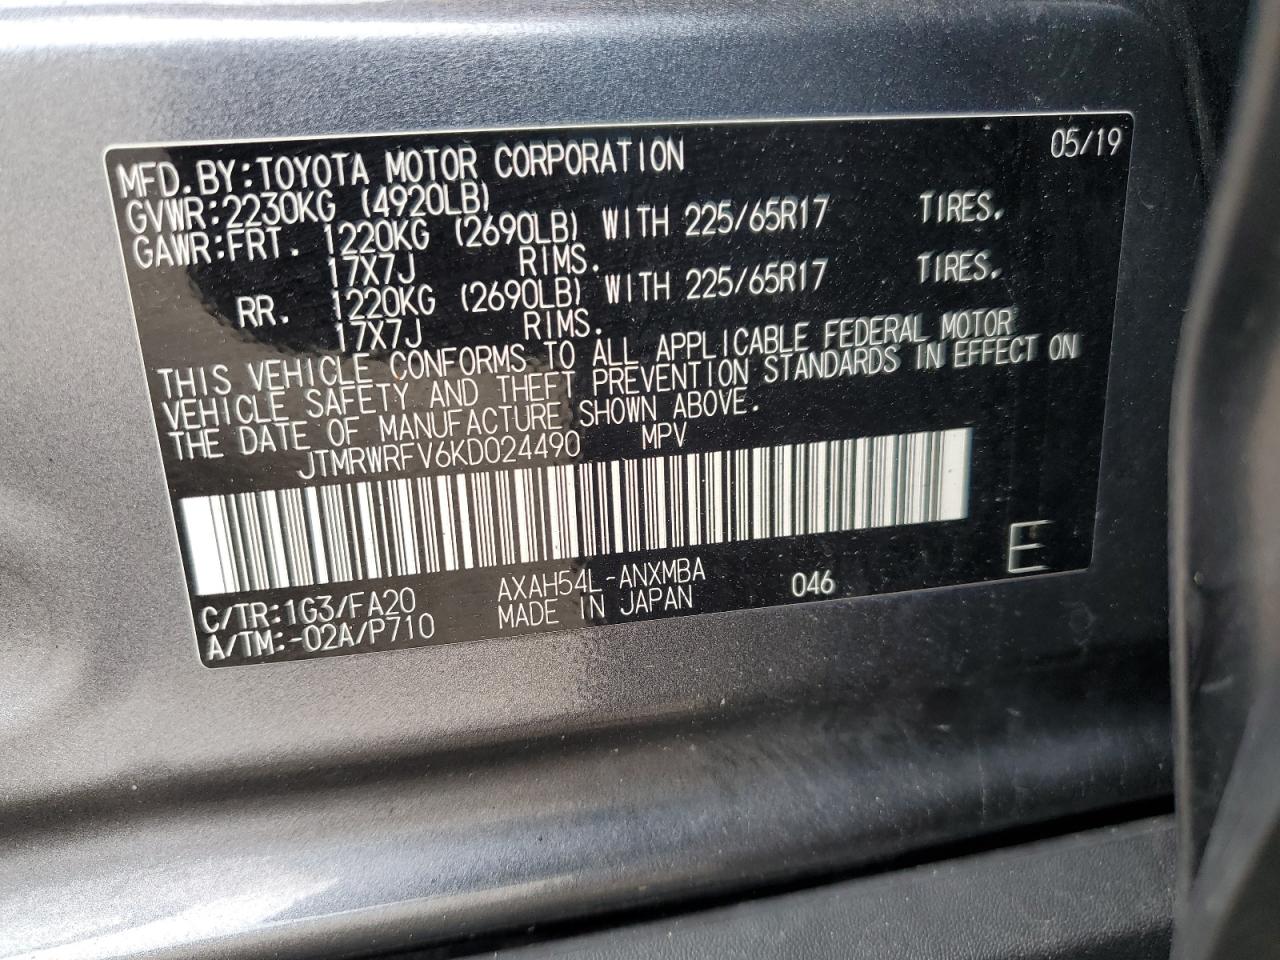 MFD.BY:TOYOTA MOTOR CORPORATION 05/19
GVWR:2230KG (4920LB)
GAWR:FRT. 1220KG (2690LB) WITH 225/65R17 TIRES,
17X7J RIMS.
RR. 1220KG (2690LB) WITH 225/65R17 TIRES,
17X7J RIMS.
THIS VEHICLE CONFORMS TO ALL APPLICABLE FEDERAL MOTOR
VEHICLE SAFETY AND THEFT PREVENTION STANDARDS IN EFFECT ON
THE DATE OF MANUFACTURE SHOWN ABOVE.
JTMRWRFV6KD024490 MPV
C/TR:1G3/FA20 AXAH54L-ANXMBA 046 E
A/TM:-02A/P710 MADE IN JAPAN